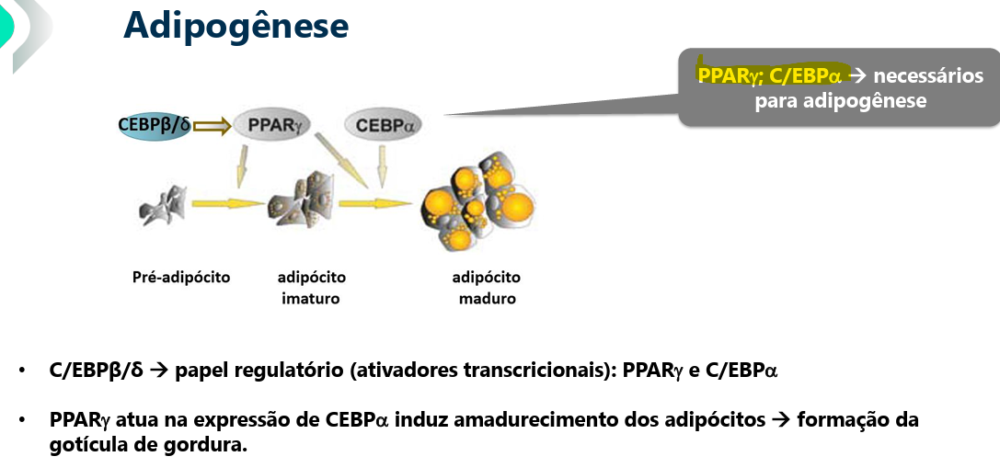 Adipogênese
PPARγ; C/EBPα → necessários
para adipogênese
CEBPβ/δ
PPARγ
CEBPα
Pré-adipócito
adipócito
imaturo
adipócito
maduro
• C/EBPβ/δ → papel regulatório (ativadores transcricionais): PPARγ e C/EBPα
• PPARγ atua na expressão de CEBPα induz amadurecimento dos adipócitos → formação da
gotícula de gordura.